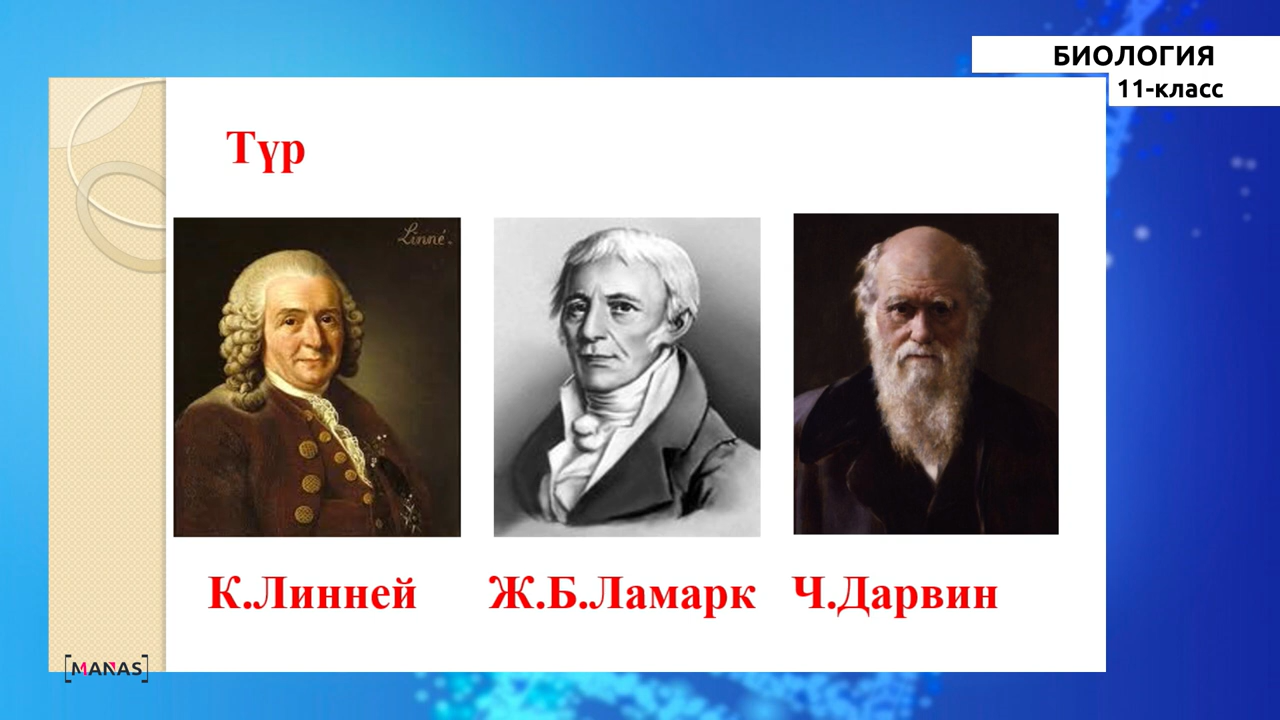 БИОЛОГИЯ
11-класс
Түр
Linné.
К.Линней
Ж.Б.Ламарк
Ч.Дарвин
[MANAS]